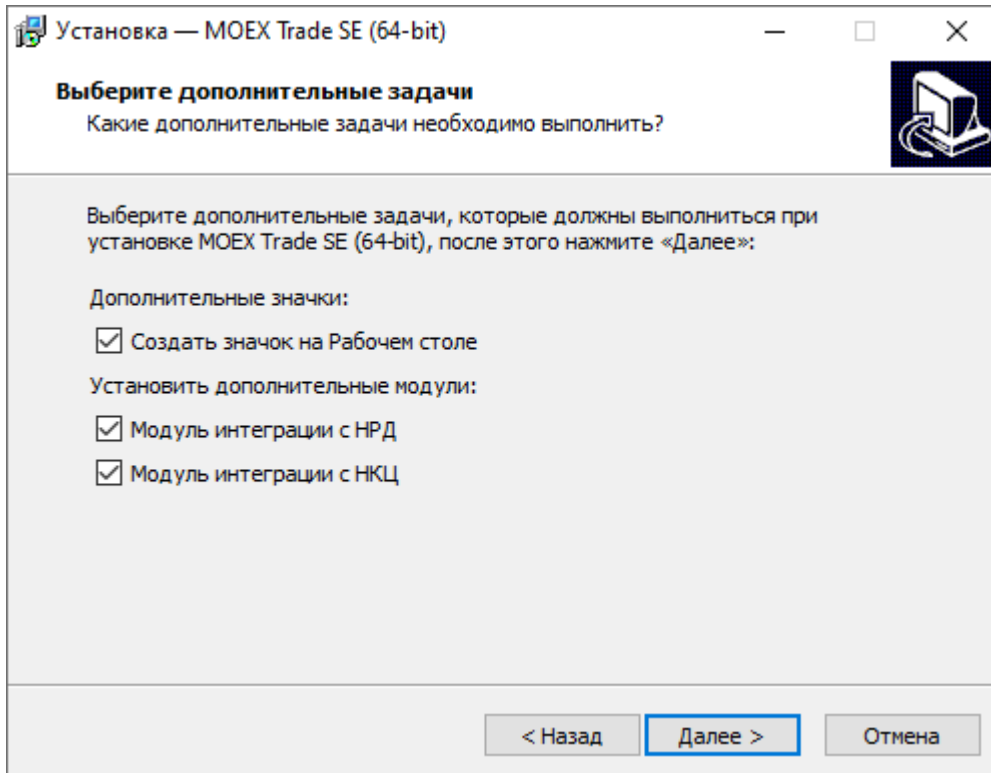 Установка — MOEX Trade SE (64-bit)
Выберите дополнительные задачи
Какие дополнительные задачи необходимо выполнить?
Выберите дополнительные задачи, которые должны выполниться при
установке MOEX Trade SE (64-bit), после этого нажмите «Далее»:
Дополнительные значки:
Создать значок на Рабочем столе
Установить дополнительные модули:
Модуль интеграции с НРД
Модуль интеграции с НКЦ
< Назад
Далее >
Отмена